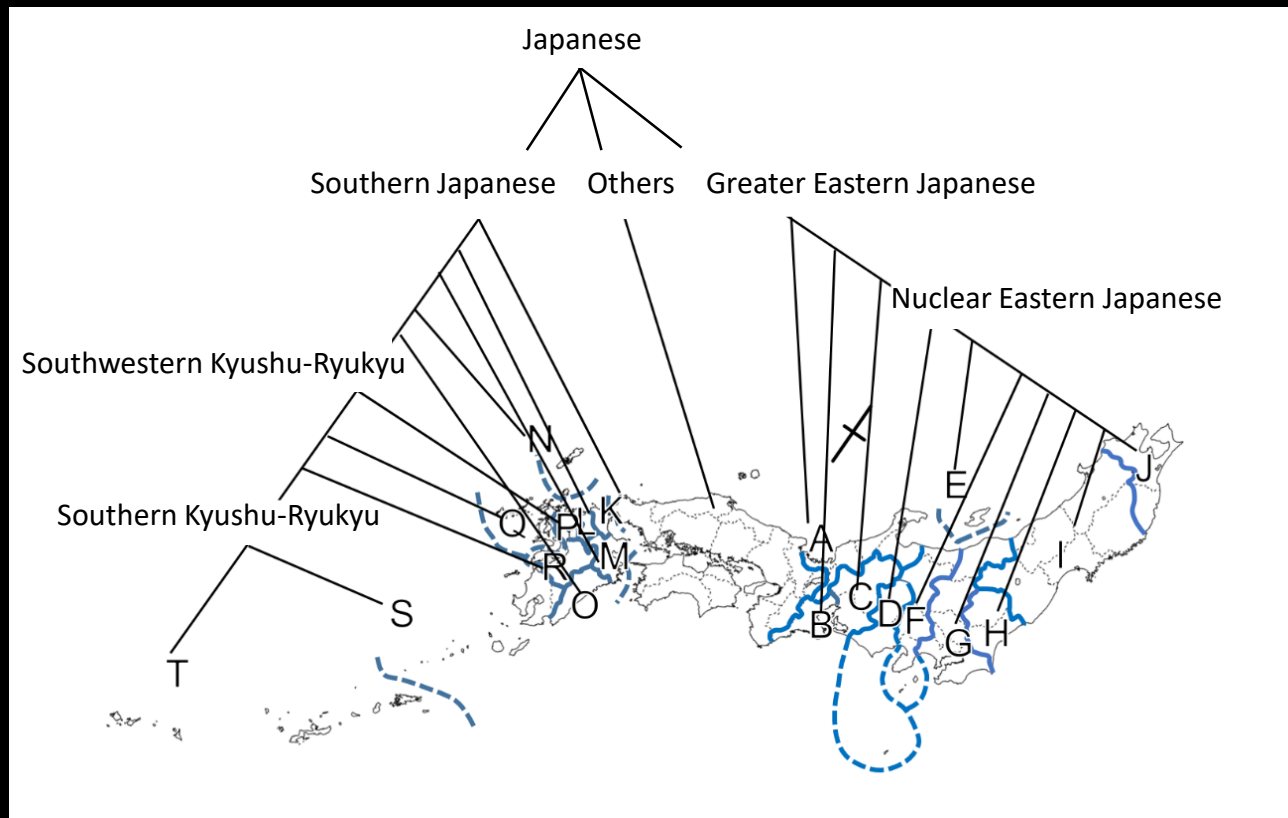 Japanese
Southern Japanese Others Greater Eastern Japanese
Nuclear Eastern Japanese
Southwestern Kyushu-Ryukyu
N
J
E
Southern Kyushu-Ryukyu
Q P L K
A
R M
I
S
O
C
B
D F
G H
T